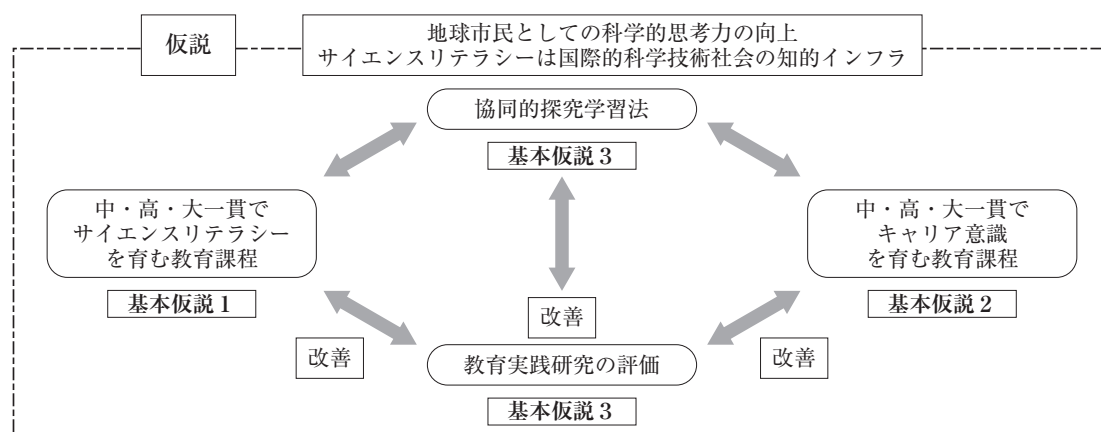 仮説
地球市民としての科学的思考力の向上
サイエンスリテラシーは国際的科学技術社会の知的インフラ
協同的探究学習法
基本仮説3
中・高・大一貫で
サイエンスリテラシー
を育む教育課程
基本仮説1
中・高・大一貫で
キャリア意識
を育む教育課程
基本仮説2
改善
改善
改善
教育実践研究の評価
基本仮説3